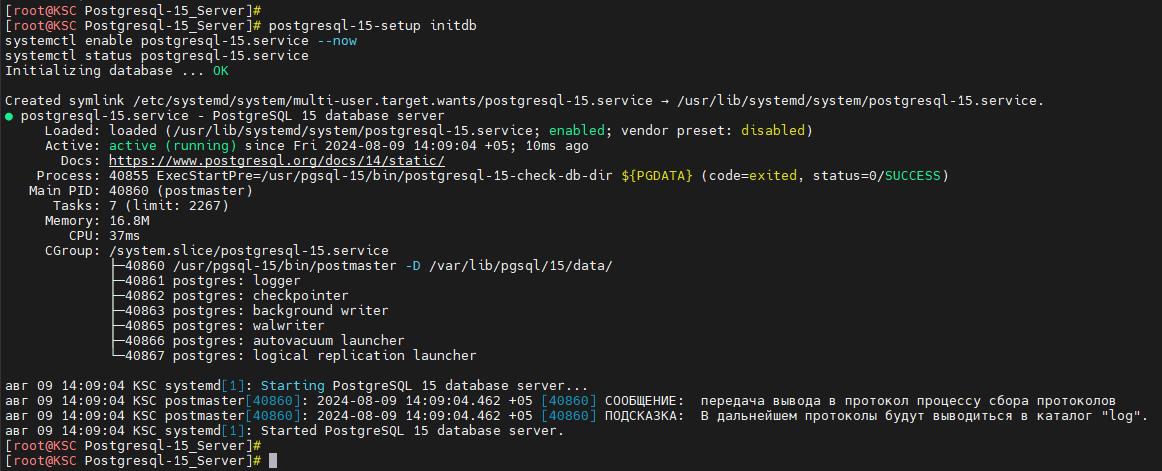 [root@KSC Postgresql-15_Server]#
[root@KSC Postgresql-15_Server]# postgresql-15-setup initdb
systemctl enable postgresql-15.service --now
systemctl status postgresql-15.service
Initializing database ... OK

Created symlink /etc/systemd/system/multi-user.target.wants/postgresql-15.service → /usr/lib/systemd/system/postgresql-15.service.
● postgresql-15.service - PostgreSQL 15 database server
     Loaded: loaded (/usr/lib/systemd/system/postgresql-15.service; enabled; vendor preset: disabled)
     Active: active (running) since Fri 2024-08-09 14:09:04 +05; 10ms ago
       Docs: https://www.postgresql.org/docs/14/static/
    Process: 40855 ExecStartPre=/usr/pgsql-15/bin/postgresql-15-check-db-dir ${PGDATA} (code=exited, status=0/SUCCESS)
   Main PID: 40860 (postmaster)
      Tasks: 7 (limit: 2267)
     Memory: 16.8M
        CPU: 37ms
     CGroup: /system.slice/postgresql-15.service
             ├─40860 /usr/pgsql-15/bin/postmaster -D /var/lib/pgsql/15/data/
             ├─40861 postgres: logger
             ├─40862 postgres: checkpointer
             ├─40863 postgres: background writer
             ├─40865 postgres: walwriter
             ├─40866 postgres: autovacuum launcher
             └─40867 postgres: logical replication launcher

авг 09 14:09:04 KSC systemd[1]: Starting PostgreSQL 15 database server...
авг 09 14:09:04 KSC postmaster[40860]: 2024-08-09 14:09:04.462 +05 [40860] СООБЩЕНИЕ:  передача вывода в протокол процессу сбора протоколов
авг 09 14:09:04 KSC postmaster[40860]: 2024-08-09 14:09:04.462 +05 [40860] ПОДСКАЗКА:  В дальнейшем протоколы будут выводиться в каталог "log".
авг 09 14:09:04 KSC systemd[1]: Started PostgreSQL 15 database server.
[root@KSC Postgresql-15_Server]#
[root@KSC Postgresql-15_Server]#